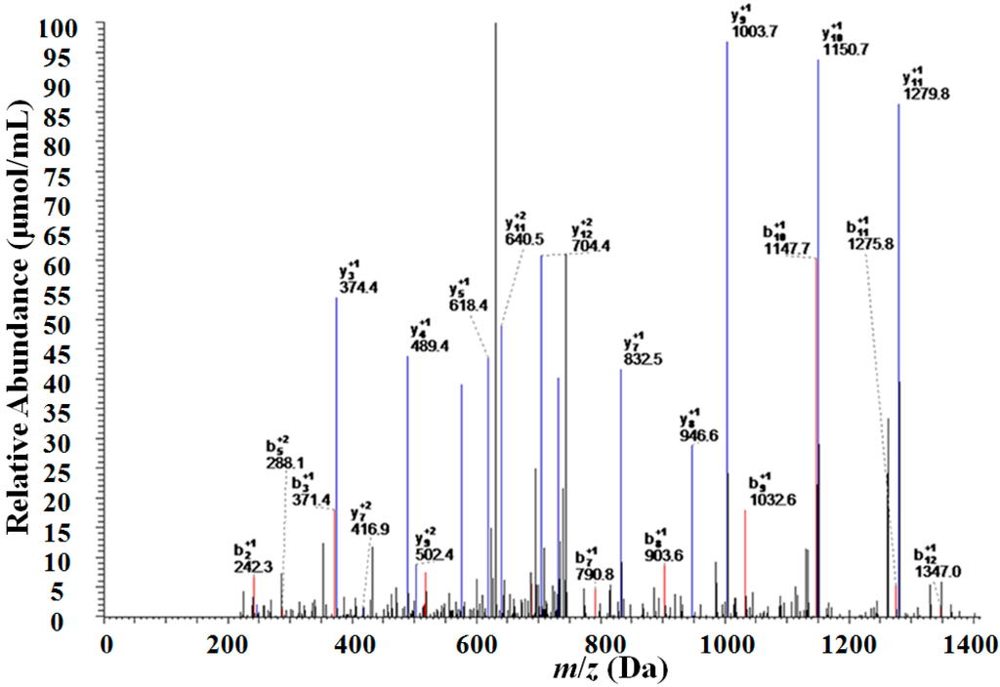 Relative Abundance (μmol/mL)
100
95
90
85
80
75
70
65
60
55
50
45
40
35
30
25
20
15
10
5
0
0 200 400 600 800 1000 1200 1400
m/z (Da)
b2+1
242.3
b5+2
288.1
b3+1
371.4
y3+1
374.4
y7+2
416.9
y4+1
489.4
y9+2
502.4
y5+1
618.4
y11+2
640.5
y12+2
704.4
b7+1
790.8
y7+1
832.5
b8+1
903.6
y8+1
946.6
y9+1
1003.7
b9+1
1032.6
b10+1
1147.7
y10+1
1150.7
b11+1
1275.8
y11+1
1279.8
b12+1
1347.0